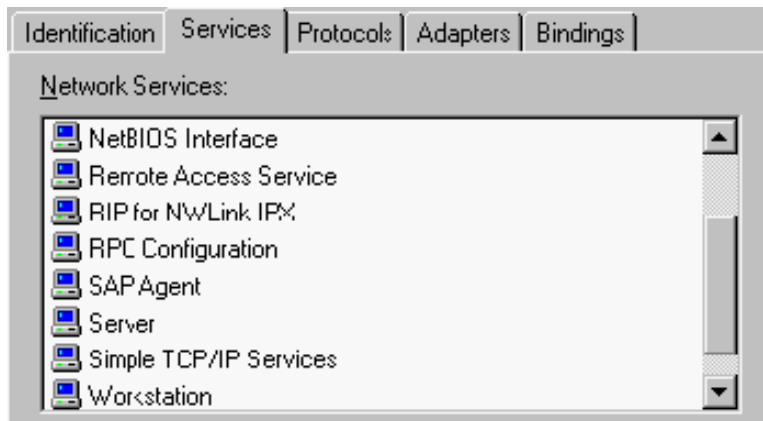 Identification Services Protocols Adapters Bindings
Network Services:
NetBIOS Interface
Remote Access Service
RIP for NWLink IPX
RPC Configuration
SAP Agent
Server
Simple TCP/IP Services
Workstation